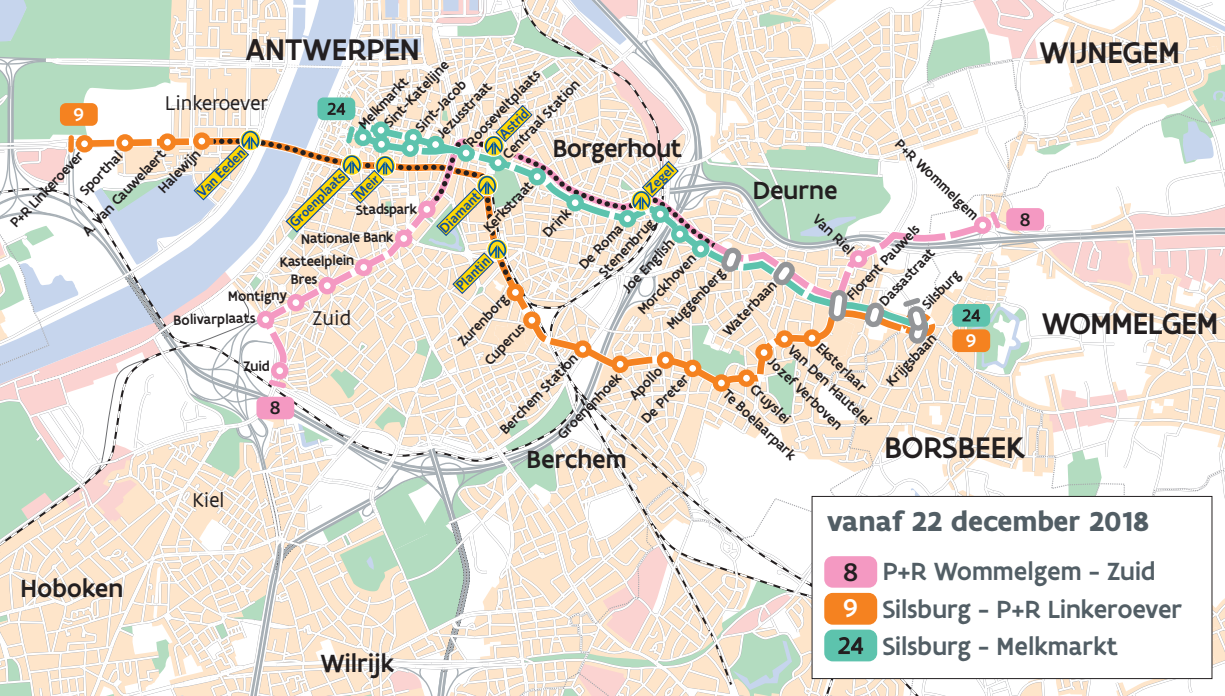 ANTWERPEN
WIJNEGEM
Linkeroever
9
24
Melkmarkt
Sint-Katelijne
Sint-Jacob
Jezusstraat
Rooseveltplaats
Astrid
Centraal Station
Borgerhout
Deurne
P+R Linkeroever
Sporthal
A. Van Cauwelaert
Halewijn
Van Eeden
Groenplaats
Meir
Diamant
Plantin
Kerkstraat
Drink
De Roma
Zegel
Stenenbrug
Joe English
Morckhoven
Muggenberg
Waterbaan
P+R Wommelgem
8
Van Riel
Florent Pauwels
Dassastraat
Silsburg
24
9
Krijgsbaan
WOMMELGEM
Stadspark
Nationale Bank
Kasteelplein
Bres
Montigny
Bolivarplaats
Zuid
Zuid
8
Zurenborg
Cuperus
Berchem Station
Groenenhoek
Apollo
De Preter
Te Boelaarpark
Cruyslei
Jozef Verboven
Van Den Hautelei
Eksterlaar
BORSBEEK
Berchem
Kiel
Hoboken
Wilrijk
vanaf 22 december 2018
8 P+R Wommelgem - Zuid
9 Silsburg - P+R Linkeroever
24 Silsburg - Melkmarkt